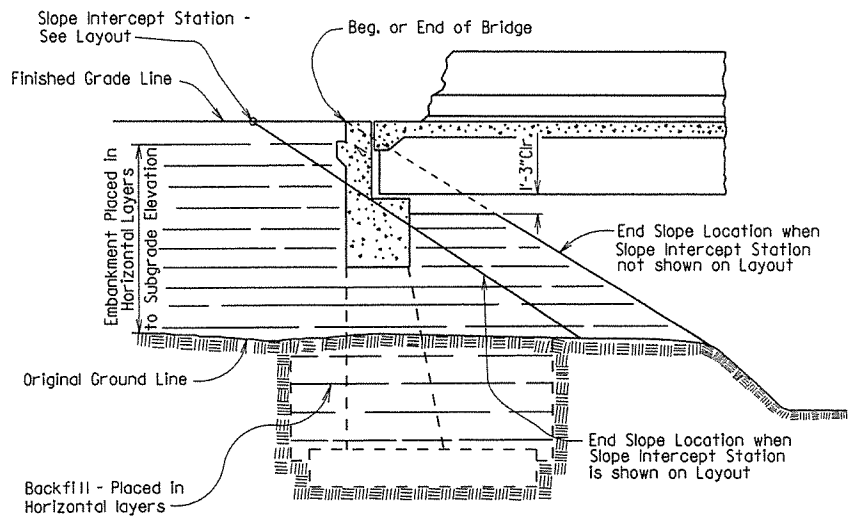 Slope Intercept Station -
See Layout
Beg. or End of Bridge
Finished Grade Line
1'-3"Clr
Embankment Placed in
Horizontal Layers
to Subgrade Elevation
End Slope Location when
Slope Intercept Station
not shown on Layout
Original Ground Line
End Slope Location when
Slope Intercept Station
is shown on Layout
Backfill - Placed in
Horizontal layers